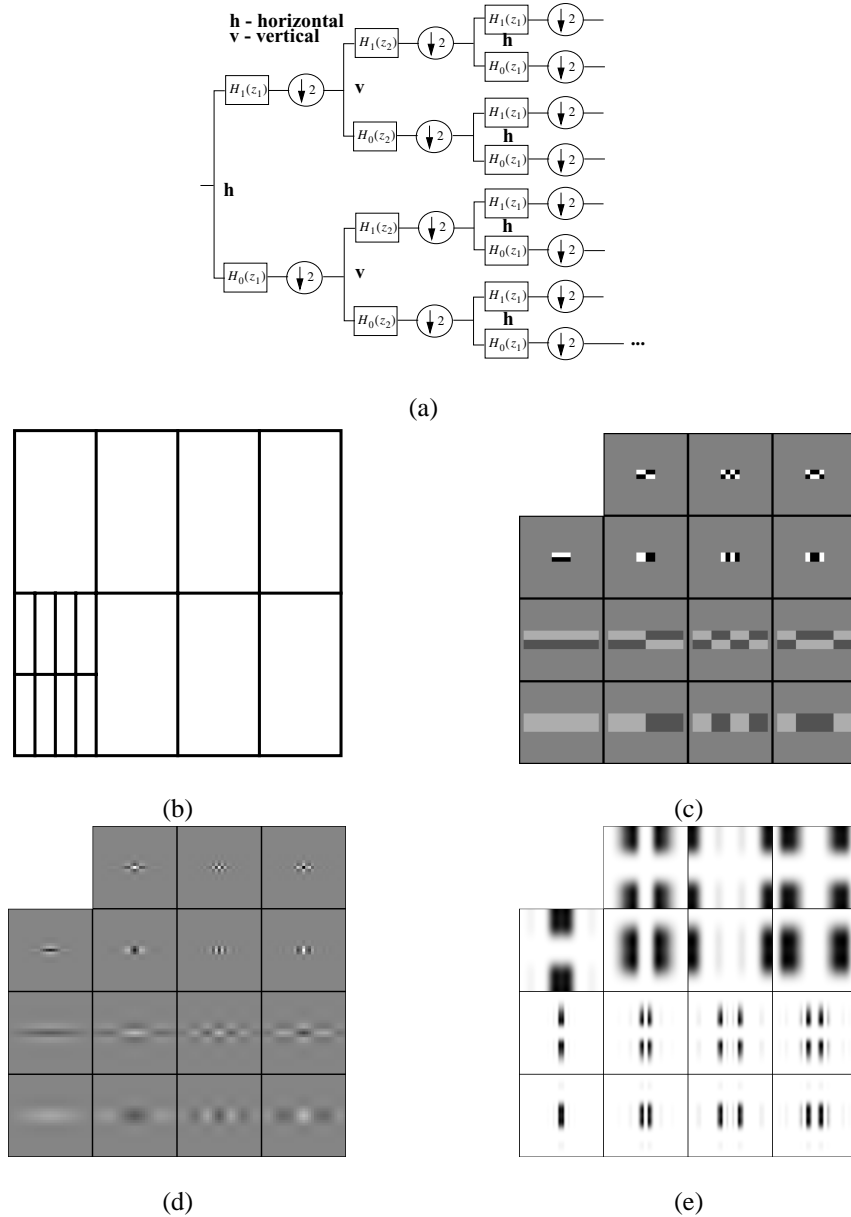 h - horizontal
v - vertical
H₁(z₁) ↓2 v H₁(z₂) ↓2 h H₁(z₁) ↓2
H₀(z₁) ↓2
H₀(z₂) ↓2 h H₁(z₁) ↓2
H₀(z₁) ↓2
h
H₀(z₁) ↓2 v H₁(z₂) ↓2 h H₁(z₁) ↓2
H₀(z₁) ↓2
H₀(z₂) ↓2 h H₁(z₁) ↓2
H₀(z₁) ↓2 ...
(a)
(b) (c)
(d) (e)